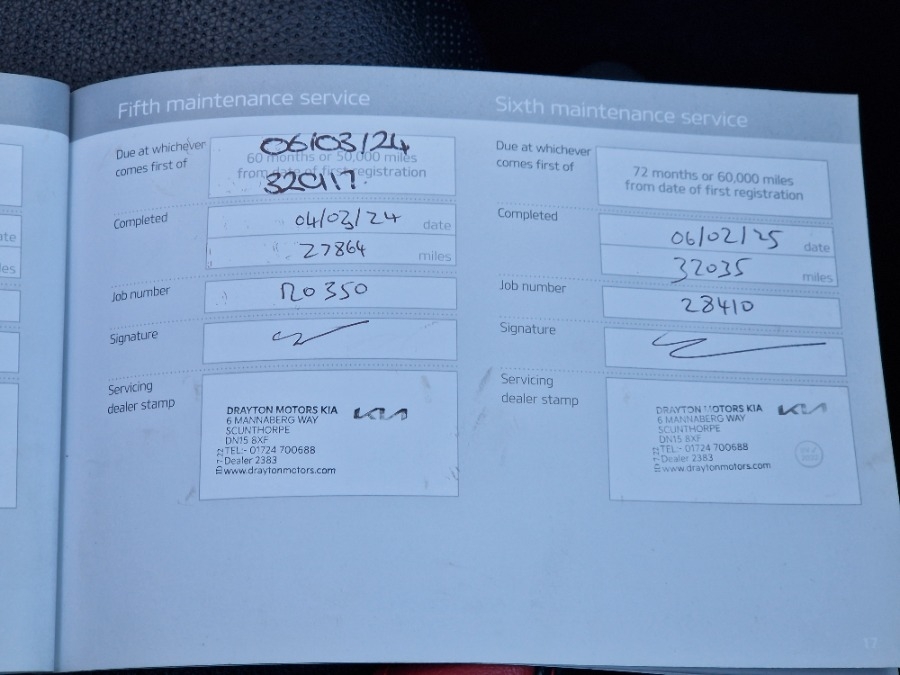 Fifth maintenance service
Due at whichever
comes first of
06/03/24
60 months or 50,000 miles
from date of first registration
Completed
04/03/24 date
27864 miles
Job number
Signature
Servicing
dealer stamp
DRAYTON MOTORS KIA
KIA
6 MANNABERG WAY
SCUNTHORPE
DN15 8XF
TEL:- 01724 700688
Dealer 2383
www.draytonmotors.com
Sixth maintenance service
Due at whichever
comes first of
72 months or 60,000 miles
from date of first registration
Completed
06/02/25 date
32035 miles
Job number
28410
Signature
Servicing
dealer stamp
DRAYTON MOTORS KIA
KIA
6 MANNABERG WAY
SCUNTHORPE
DN15 8XF
TEL:- 01724 700688
Dealer 2383
www.draytonmotors.com
17